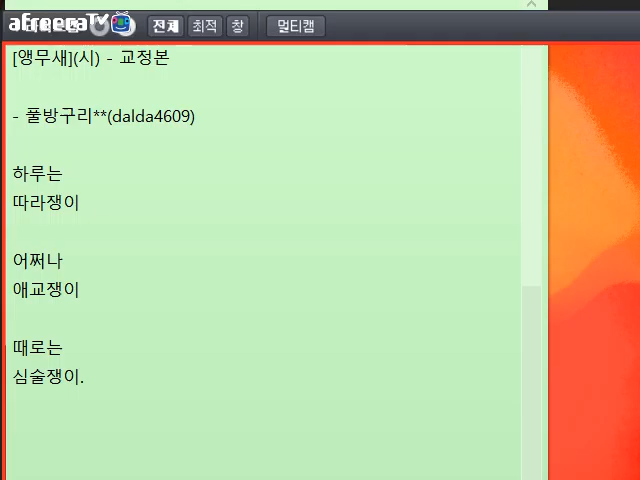 afreecaTV
전체 최적 창 멀티캠
[앵무새](시) - 교정본
- 풀방구리**(dalda4609)
하루는
따라쟁이
어쩌나
애교쟁이
때로는
심술쟁이.